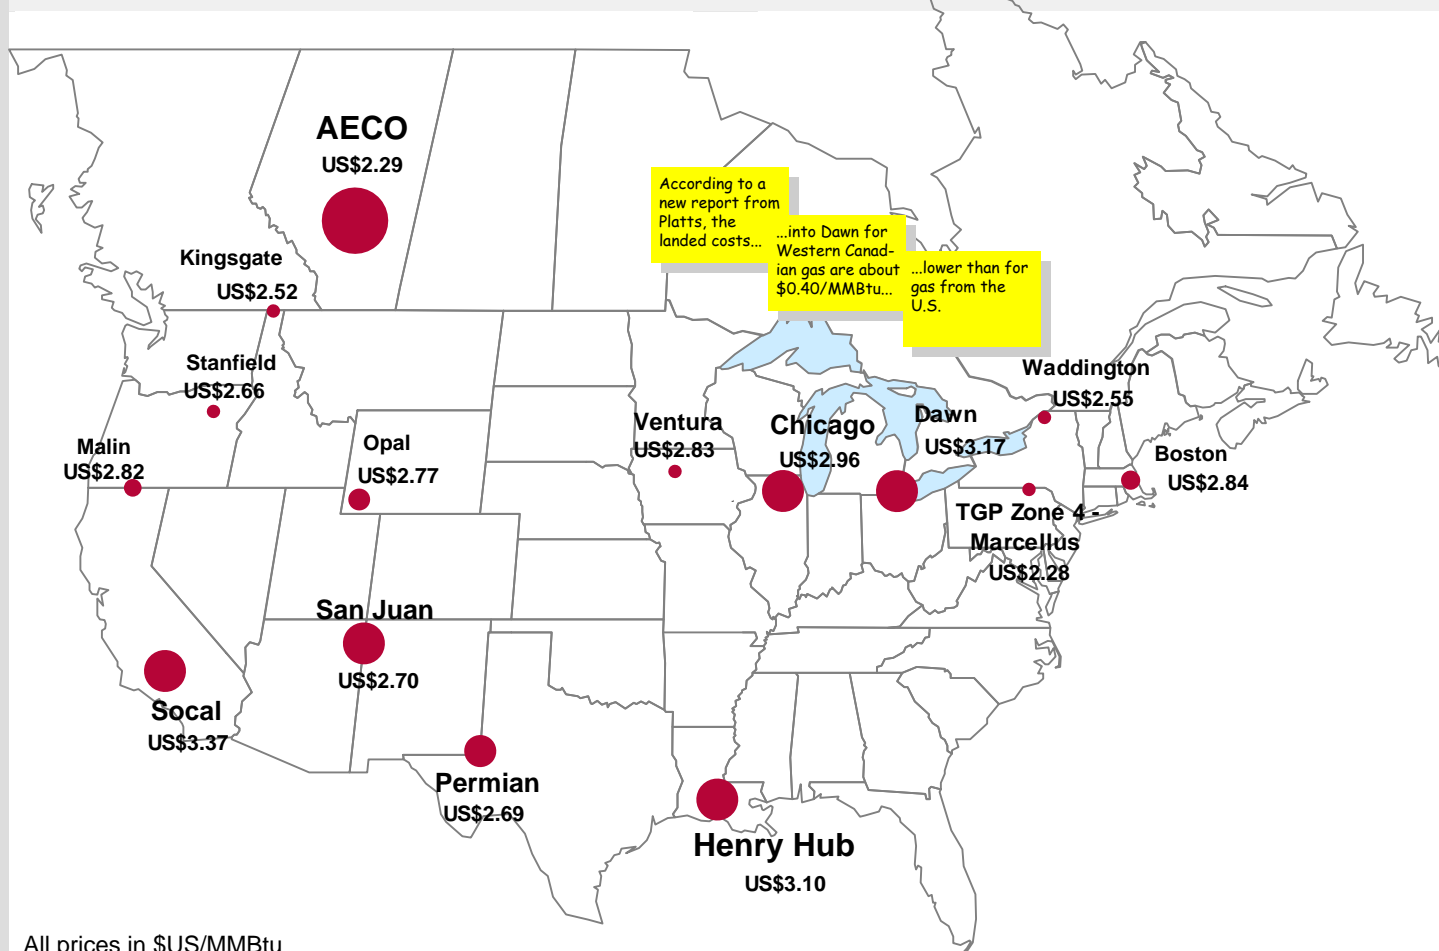 AECO
US$2.29
According to a
new report from
Platts, the
landed costs...
...into Dawn for
Western Canad-
ian gas are about
$0.40/MMBtu...
...lower than for
gas from the
U.S.
Kingsgate
US$2.52
Stanfield
US$2.66
Malin
US$2.82
Opal
US$2.77
Ventura
US$2.83
Chicago
US$2.96
Dawn
US$3.17
Waddington
US$2.55
Boston
US$2.84
TGP Zone 4 -
Marcellus
US$2.28
San Juan
US$2.70
Socal
US$3.37
Permian
US$2.69
Henry Hub
US$3.10
All prices in $US/MMBtu